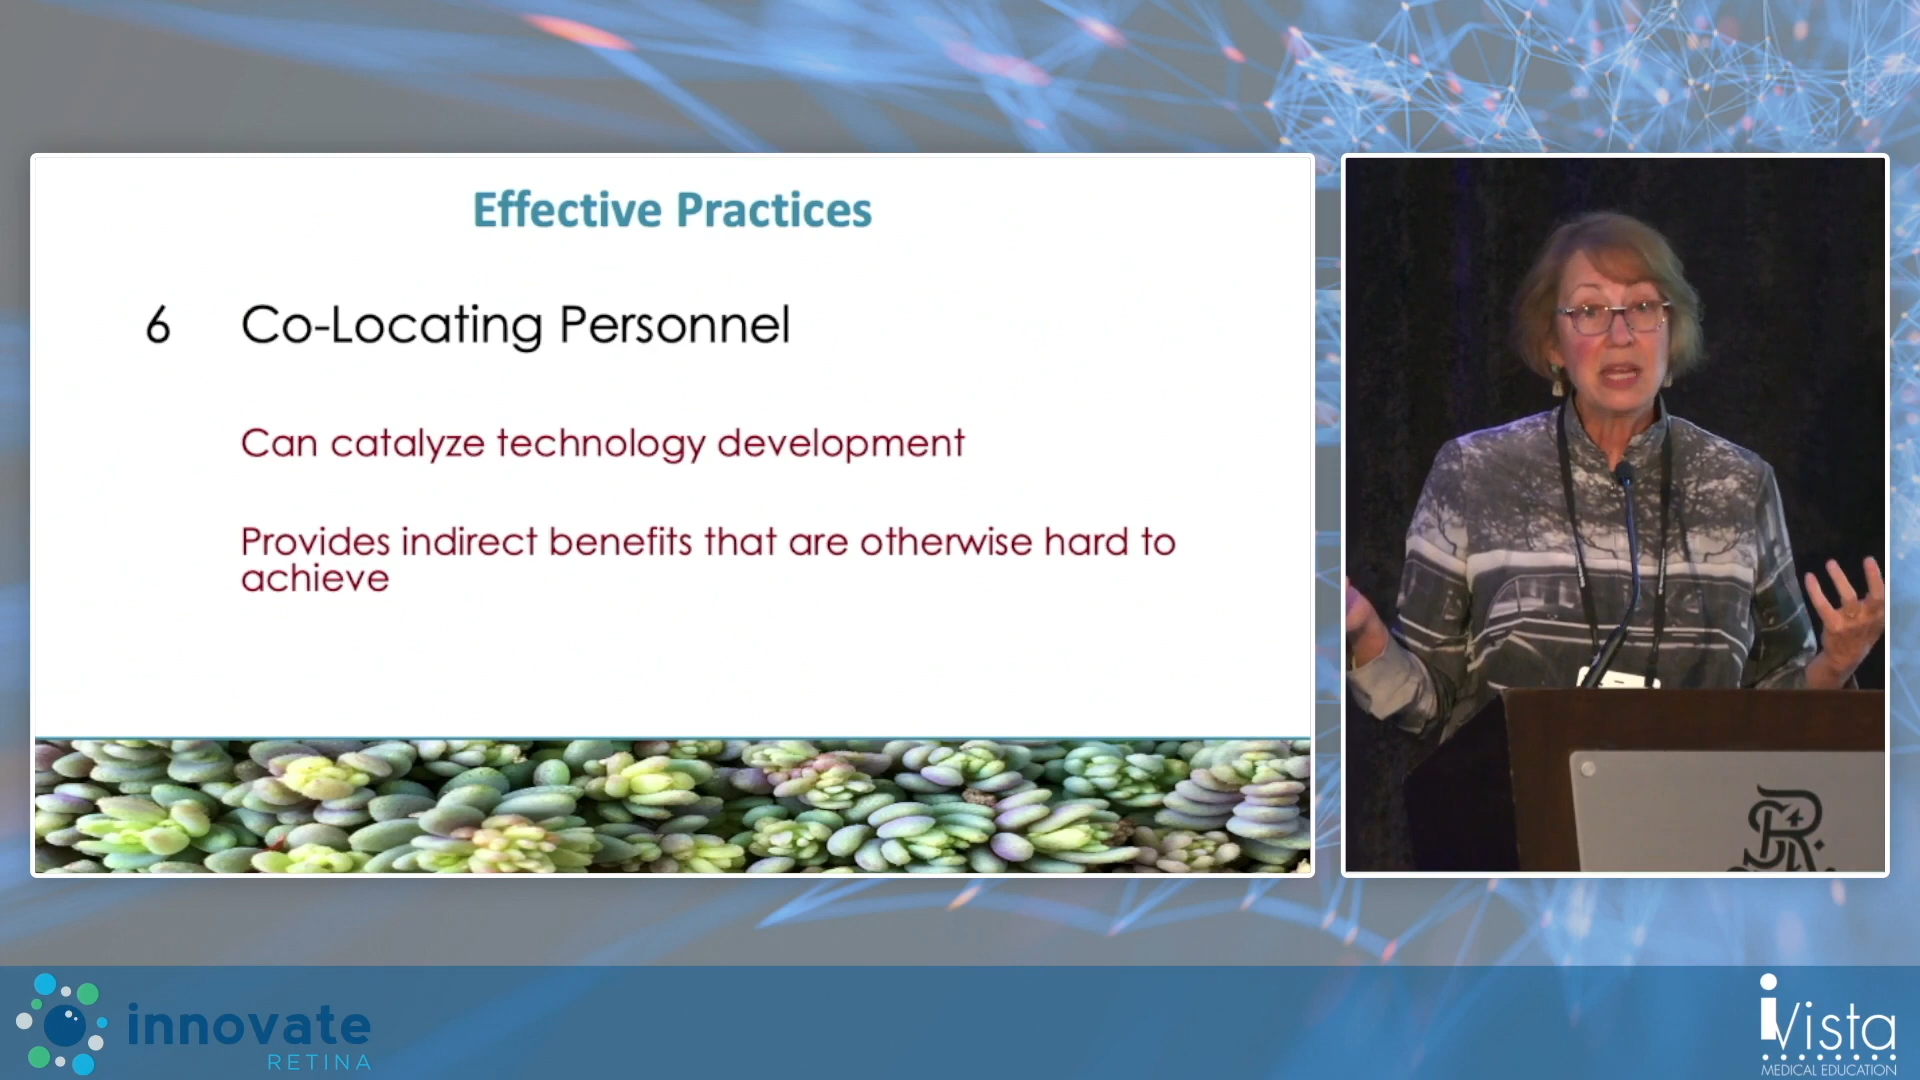 Effective Practices
6 Co-Locating Personnel
Can catalyze technology development
Provides indirect benefits that are otherwise hard to
achieve
innovate
RETINA
iVista
MEDICAL EDUCATION